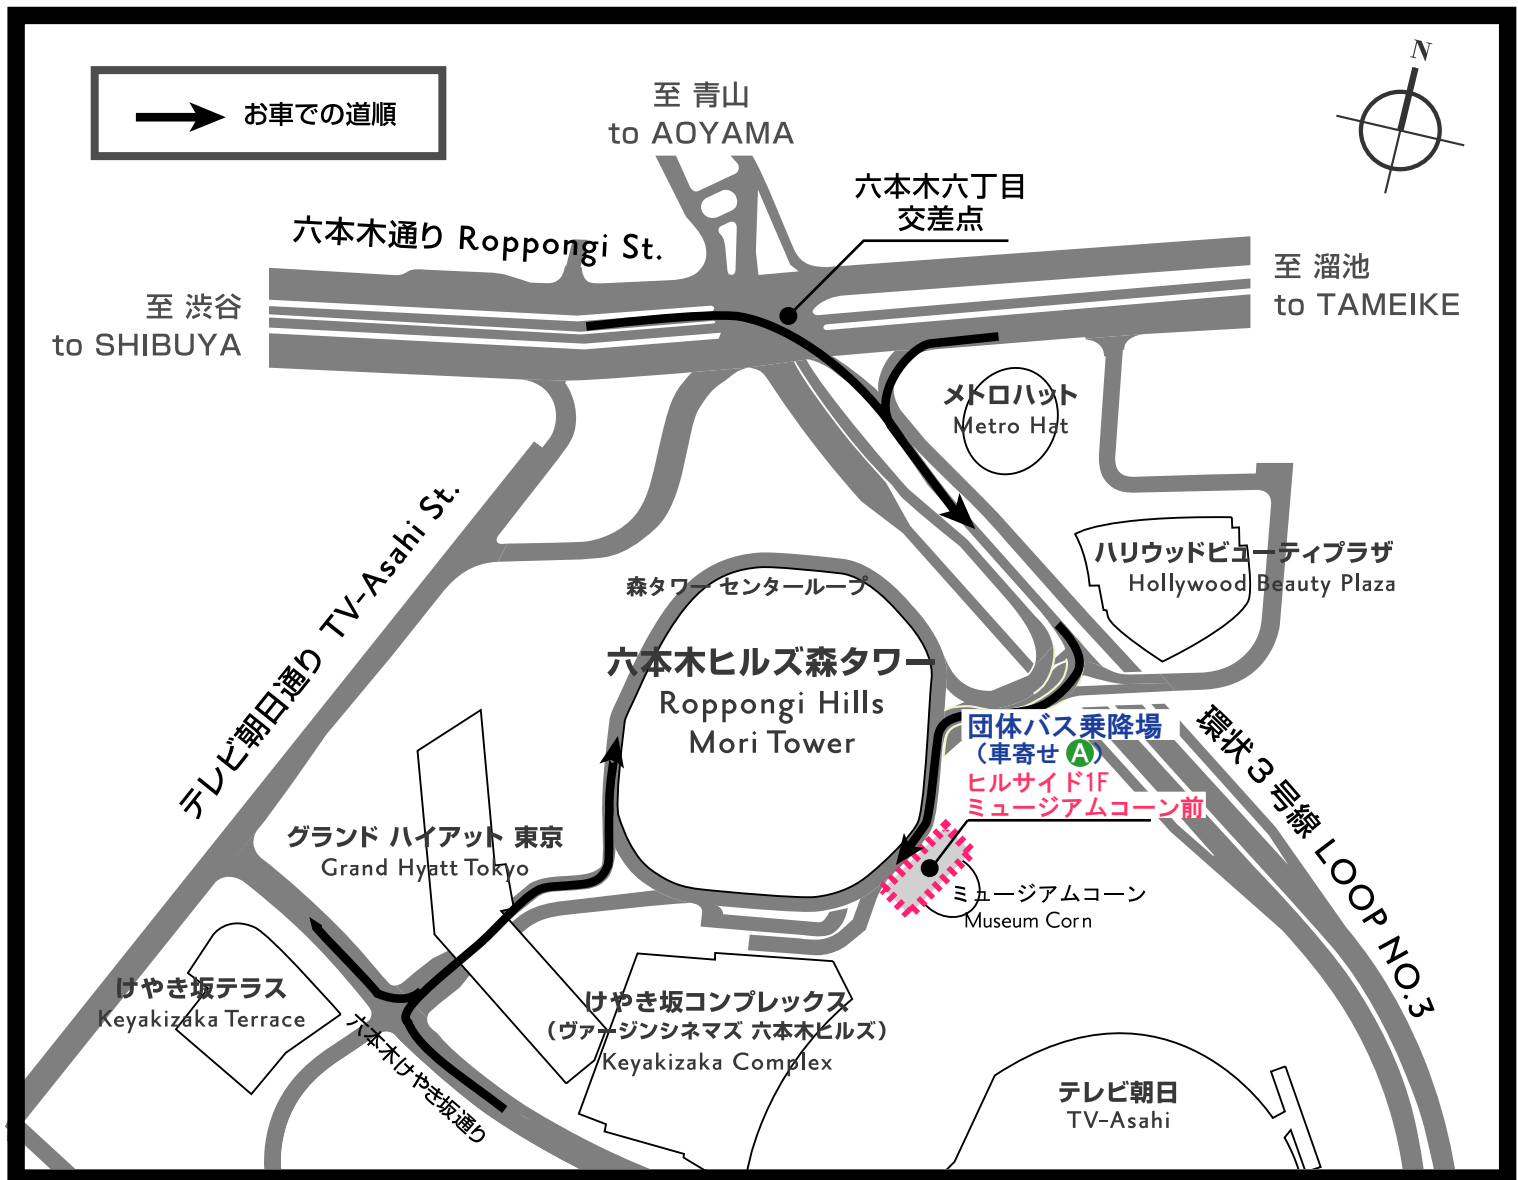 お車での道順
N
至 青山
to AOYAMA
六本木六丁目
交差点
六本木通り Roppongi St.
至 渋谷
to SHIBUYA
至 溜池
to TAMEIKE
メトロハット
Metro Hat
テレビ朝日通り TV-Asahi St.
ハリウッドビューティプラザ
Hollywood Beauty Plaza
森タワー センターループ
六本木ヒルズ森タワー
Roppongi Hills
Mori Tower
団体バス乗降場
（車寄せ A）
ヒルサイド1F
ミュージアムコーン前
環状3号線 LOOP NO.3
グランド ハイアット 東京
Grand Hyatt Tokyo
ミュージアムコーン
Museum Corn
けやき坂テラス
Keyakizaka Terrace
六本木けやき坂通り
けやき坂コンプレックス
（ヴァージンシネマズ 六本木ヒルズ）
Keyakizaka Complex
テレビ朝日
TV-Asahi